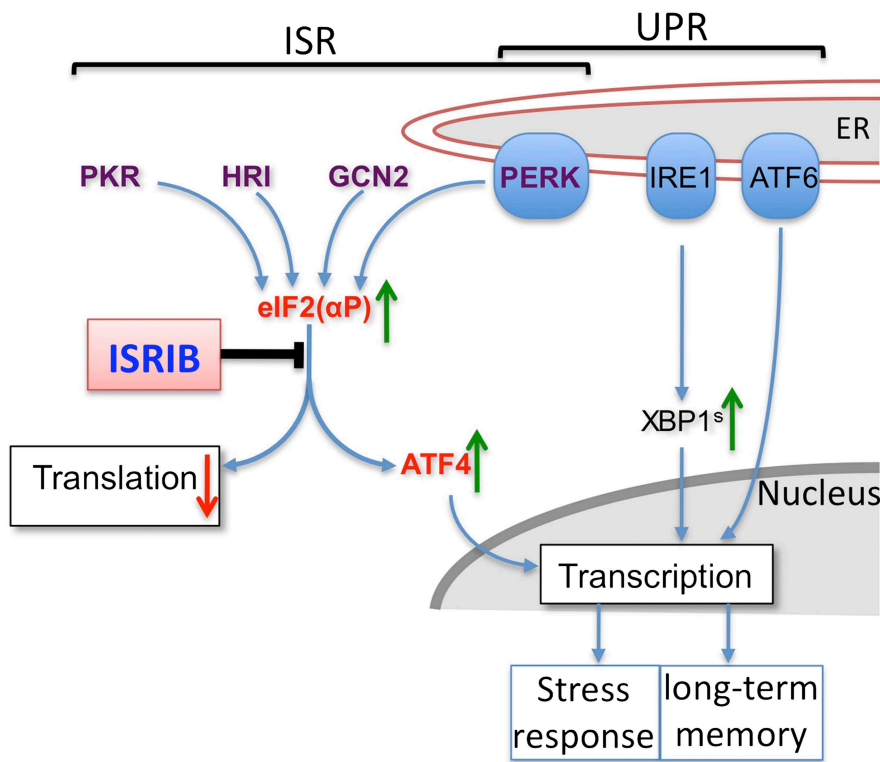 ISR
UPR
ER
PKR
HRI
GCN2
PERK
IRE1
ATF6
eIF2(αP)
ISRIB
XBP1ˢ
Translation
ATF4
Nucleus
Transcription
Stress
response
long-term
memory